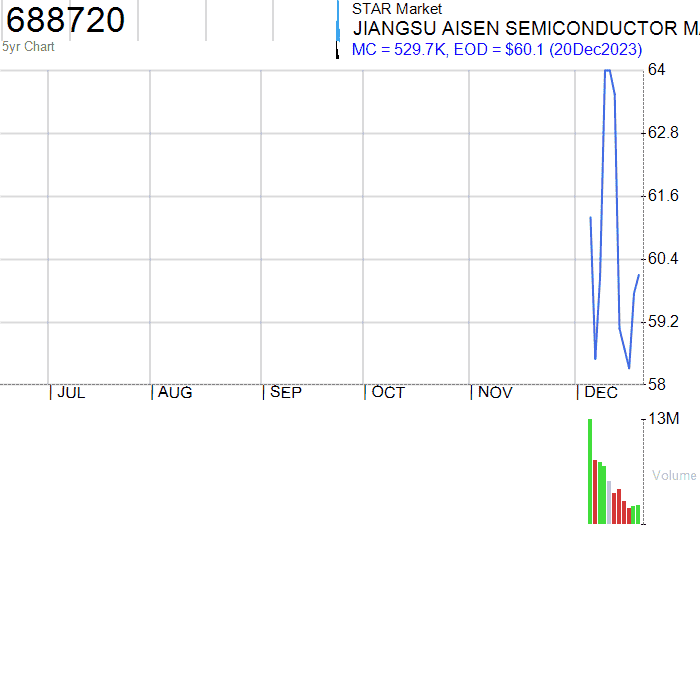 688720
5yr Chart
STAR Market
JIANGSU AISEN SEMICONDUCTOR
MC = 529.7K, EOD = $60.1 (20Dec2023)
64
62.8
61.6
60.4
59.2
58
JUL AUG SEP OCT NOV DEC
13M
Volume